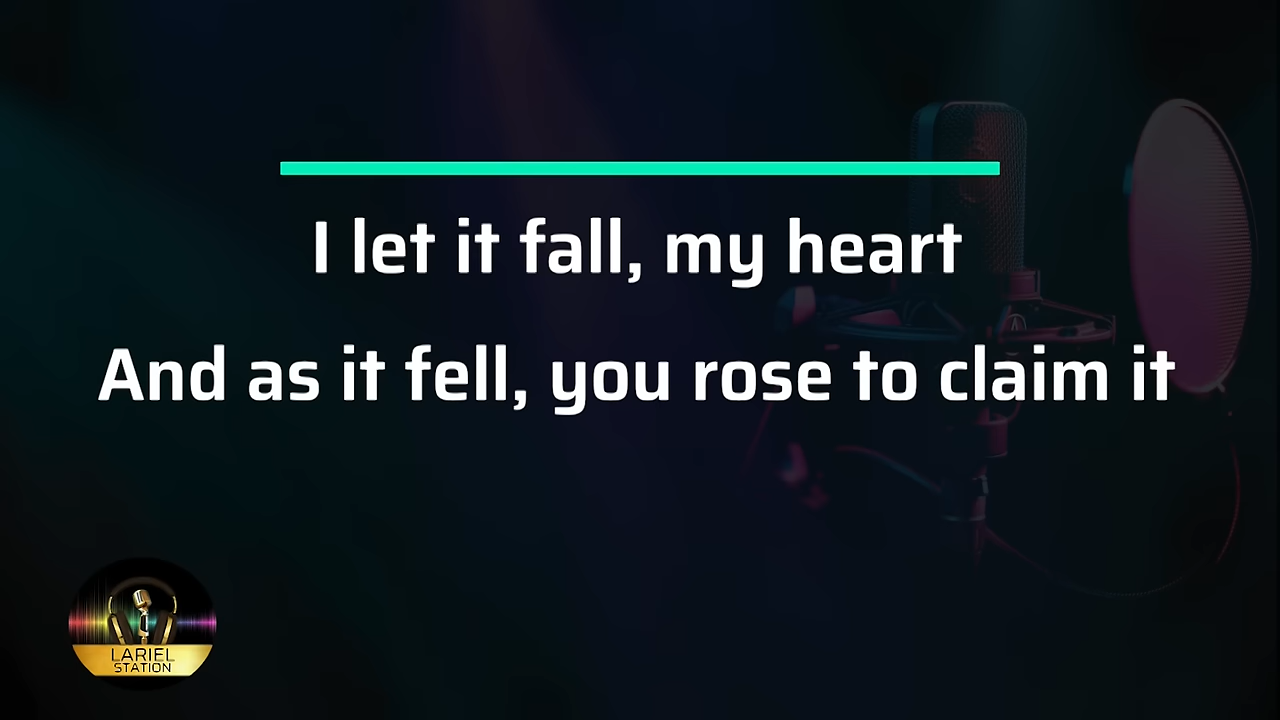 I let it fall, my heart
And as it fell, you rose to claim it
LARIEL
STATION